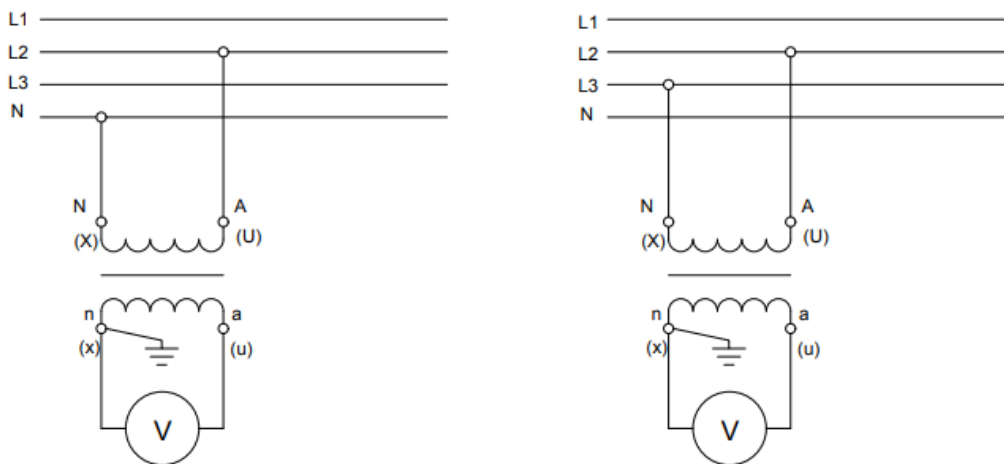 L1
L2
L3
N
N
A
(X)
(U)
n
a
(x)
(u)
V
L1
L2
L3
N
N
A
(X)
(U)
n
a
(x)
(u)
V